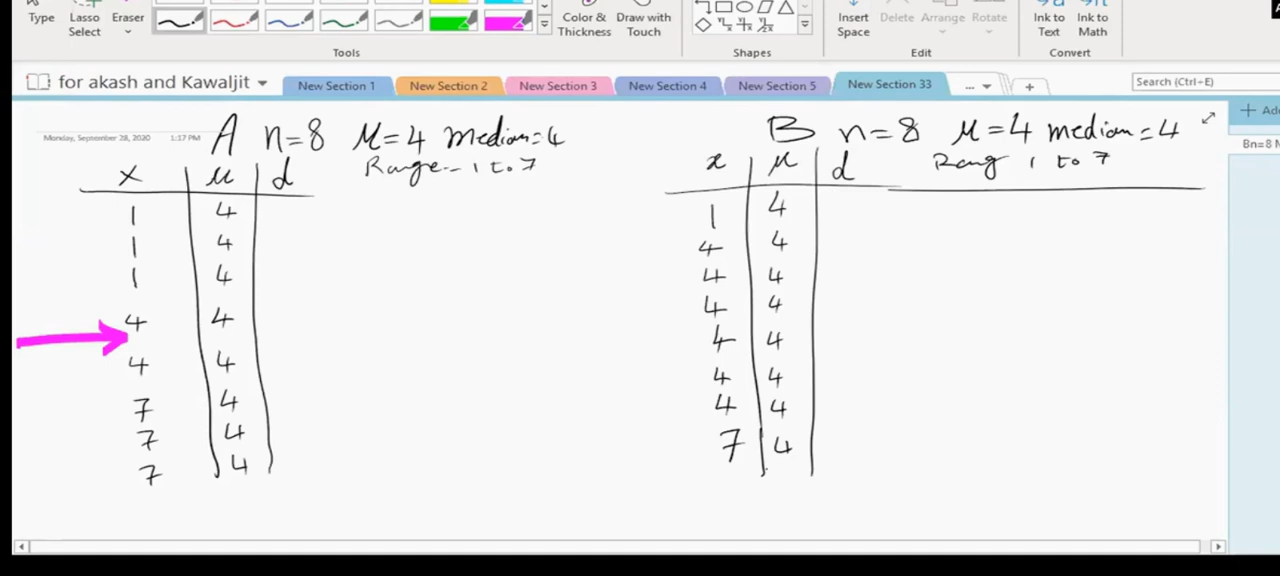 Type Lasso Select Eraser Color & Thickness Draw with Touch Insert Space Delete Arrange Rotate Ink to Text Ink to Math
Tools Shapes Edit Convert
for akash and Kawaljit New Section 1 New Section 2 New Section 3 New Section 4 New Section 5 New Section 33 ... + Search (Ctrl+E)
Monday, September 28, 2020 1:17 PM
A n=8 M=4 median=4
Range-- 1 to 7
x μ d
1 4
1 4
1 4
4 4
4 4
7 4
7 4
7 4
B n=8 M=4 median=4
Rang 1 to 7
x μ d
1 4
4 4
4 4
4 4
4 4
4 4
4 4
7 4
+ Add
Bn=8 M